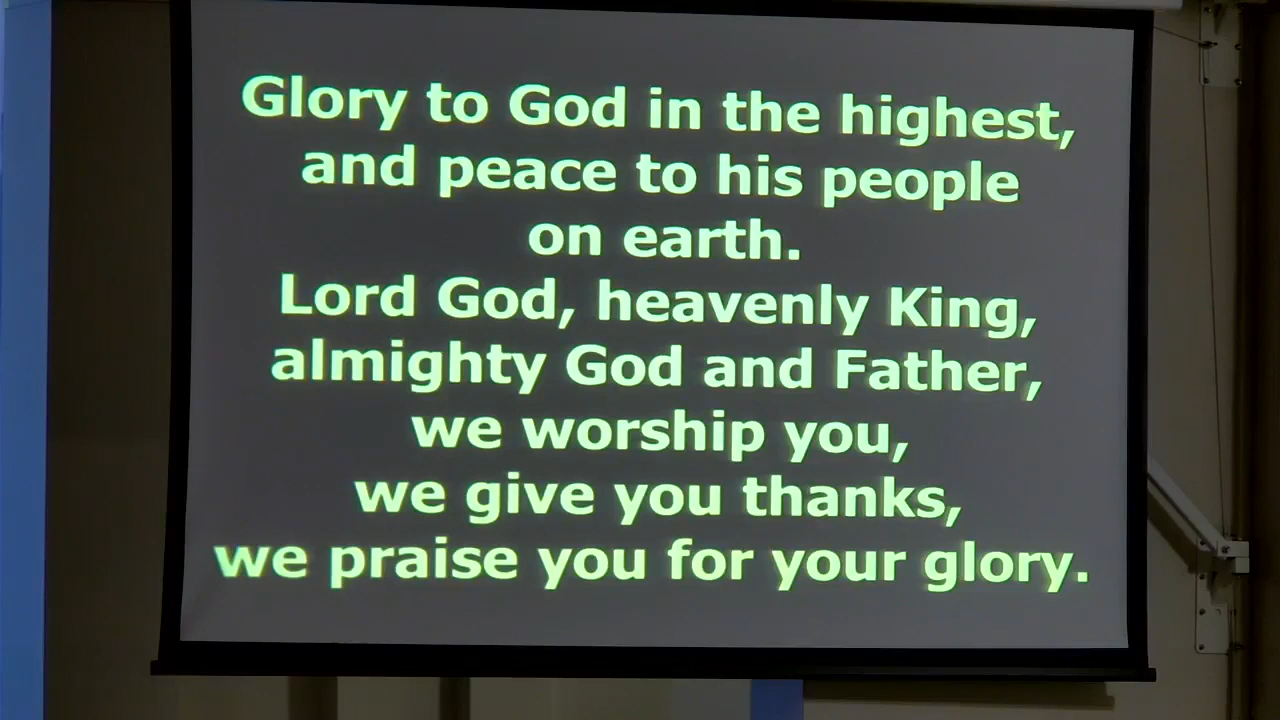 Glory to God in the highest,
and peace to his people
on earth.
Lord God, heavenly King,
almighty God and Father,
we worship you,
we give you thanks,
we praise you for your glory.